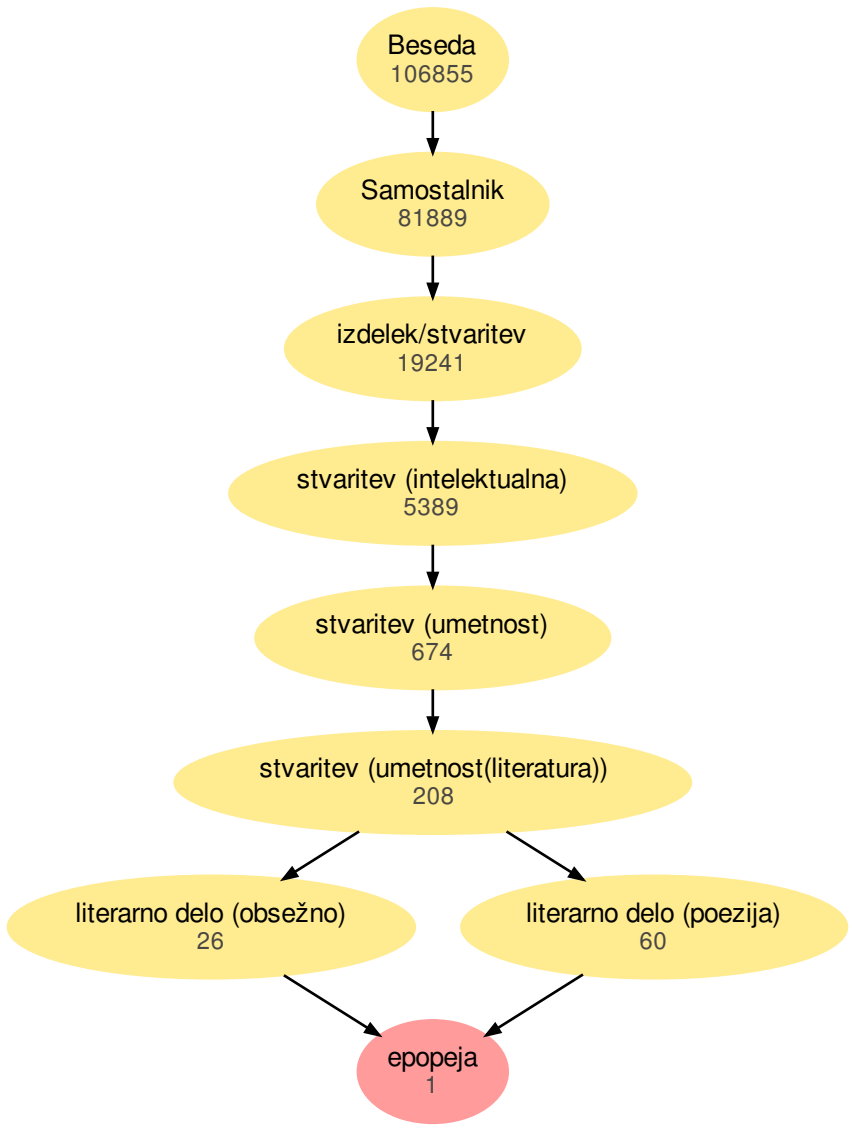 Beseda
106855
Samostalnik
81889
izdelek/stvaritev
19241
stvaritev (intelektualna)
5389
stvaritev (umetnost)
674
stvaritev (umetnost(literatura))
208
literarno delo (obsežno)
26
literarno delo (poezija)
60
epopeja
1